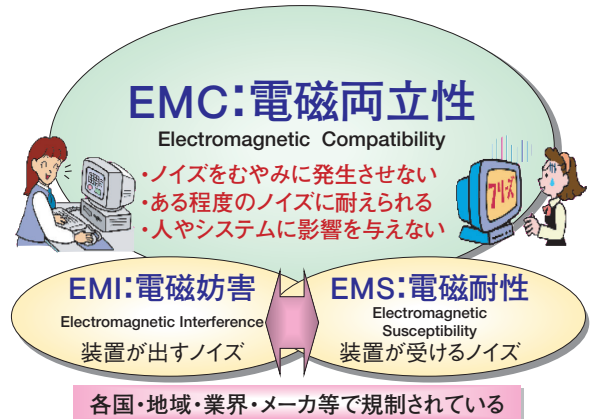 EMC:電磁両立性
Electromagnetic Compatibility
・ノイズをむやみに発生させない
・ある程度のノイズに耐えられる
・人やシステムに影響を与えない
フリーズ
EMI:電磁妨害
Electromagnetic Interference
装置が出すノイズ
EMS:電磁耐性
Electromagnetic
Susceptibility
装置が受けるノイズ
各国・地域・業界・メーカ等で規制されている